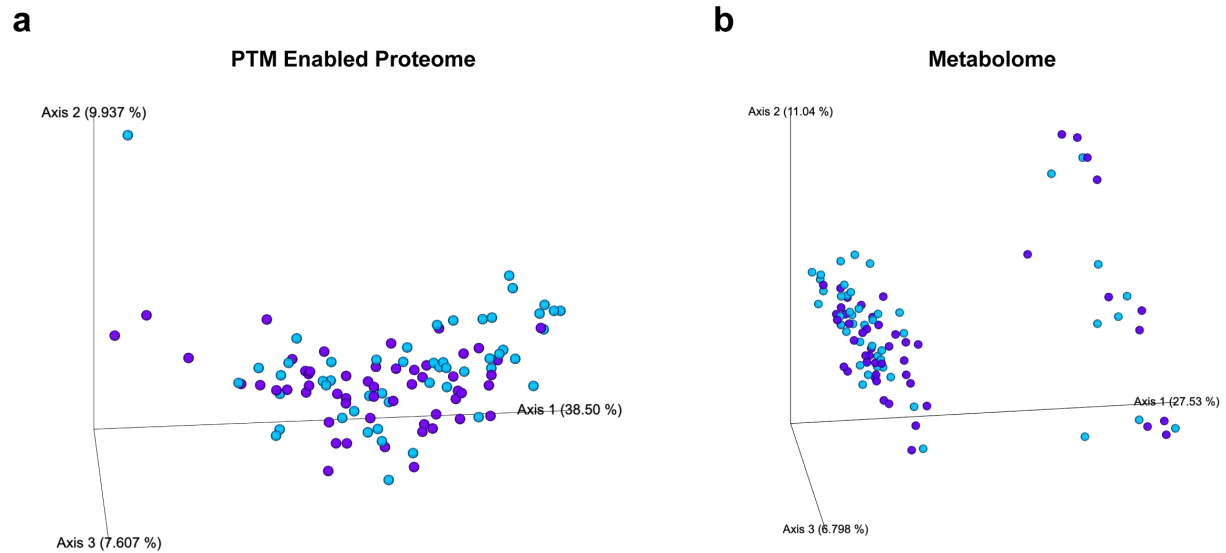 a
PTM Enabled Proteome
Axis 2 (9.937 %)
Axis 1 (38.50 %)
Axis 3 (7.607 %)
b
Metabolome
Axis 2 (11.04 %)
Axis 1 (27.53 %)
Axis 3 (6.798 %)